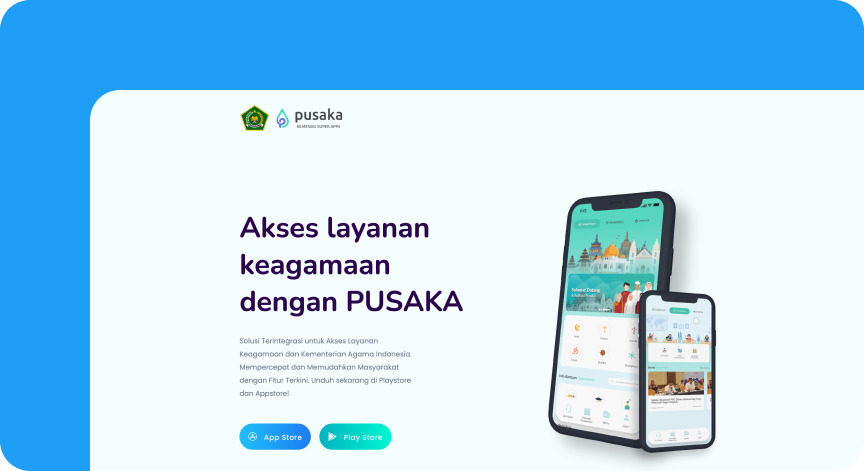 pusaka
KEMENAG SUPER APPS
Akses layanan
keagamaan
dengan PUSAKA
Solusi Terintegrasi untuk Akses Layanan
Keagamaan dan Kementerian Agama Indonesia.
Mempercepat dan Memudahkan Masyarakat
dengan Fitur Terkini. Unduh sekarang di Playstore
dan Appstore!
App Store
Play Store
Selamat Datang